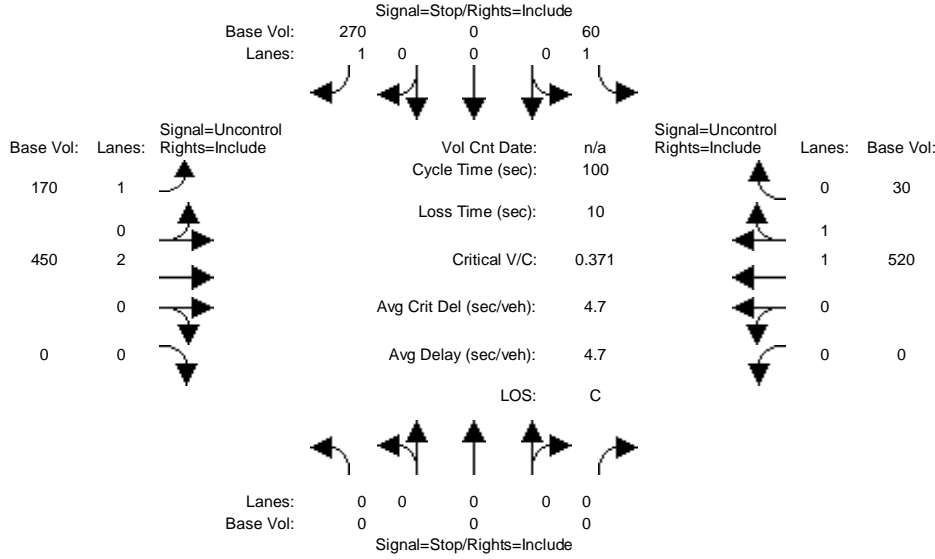 Signal=Stop/Rights=Include
Base Vol: 270 0 60
Lanes: 1 0 0 0 1
Signal=Uncontrol Signal=Uncontrol
Base Vol: Lanes: Rights=Include Vol Cnt Date: n/a Rights=Include Lanes: Base Vol:
Cycle Time (sec): 100
170 1 0 30
Loss Time (sec): 10
0 1
450 2 Critical V/C: 0.371 1 520
0 Avg Crit Del (sec/veh): 4.7 0
0 0 Avg Delay (sec/veh): 4.7 0 0
LOS: C
Lanes: 0 0 0 0 0
Base Vol: 0 0 0
Signal=Stop/Rights=Include